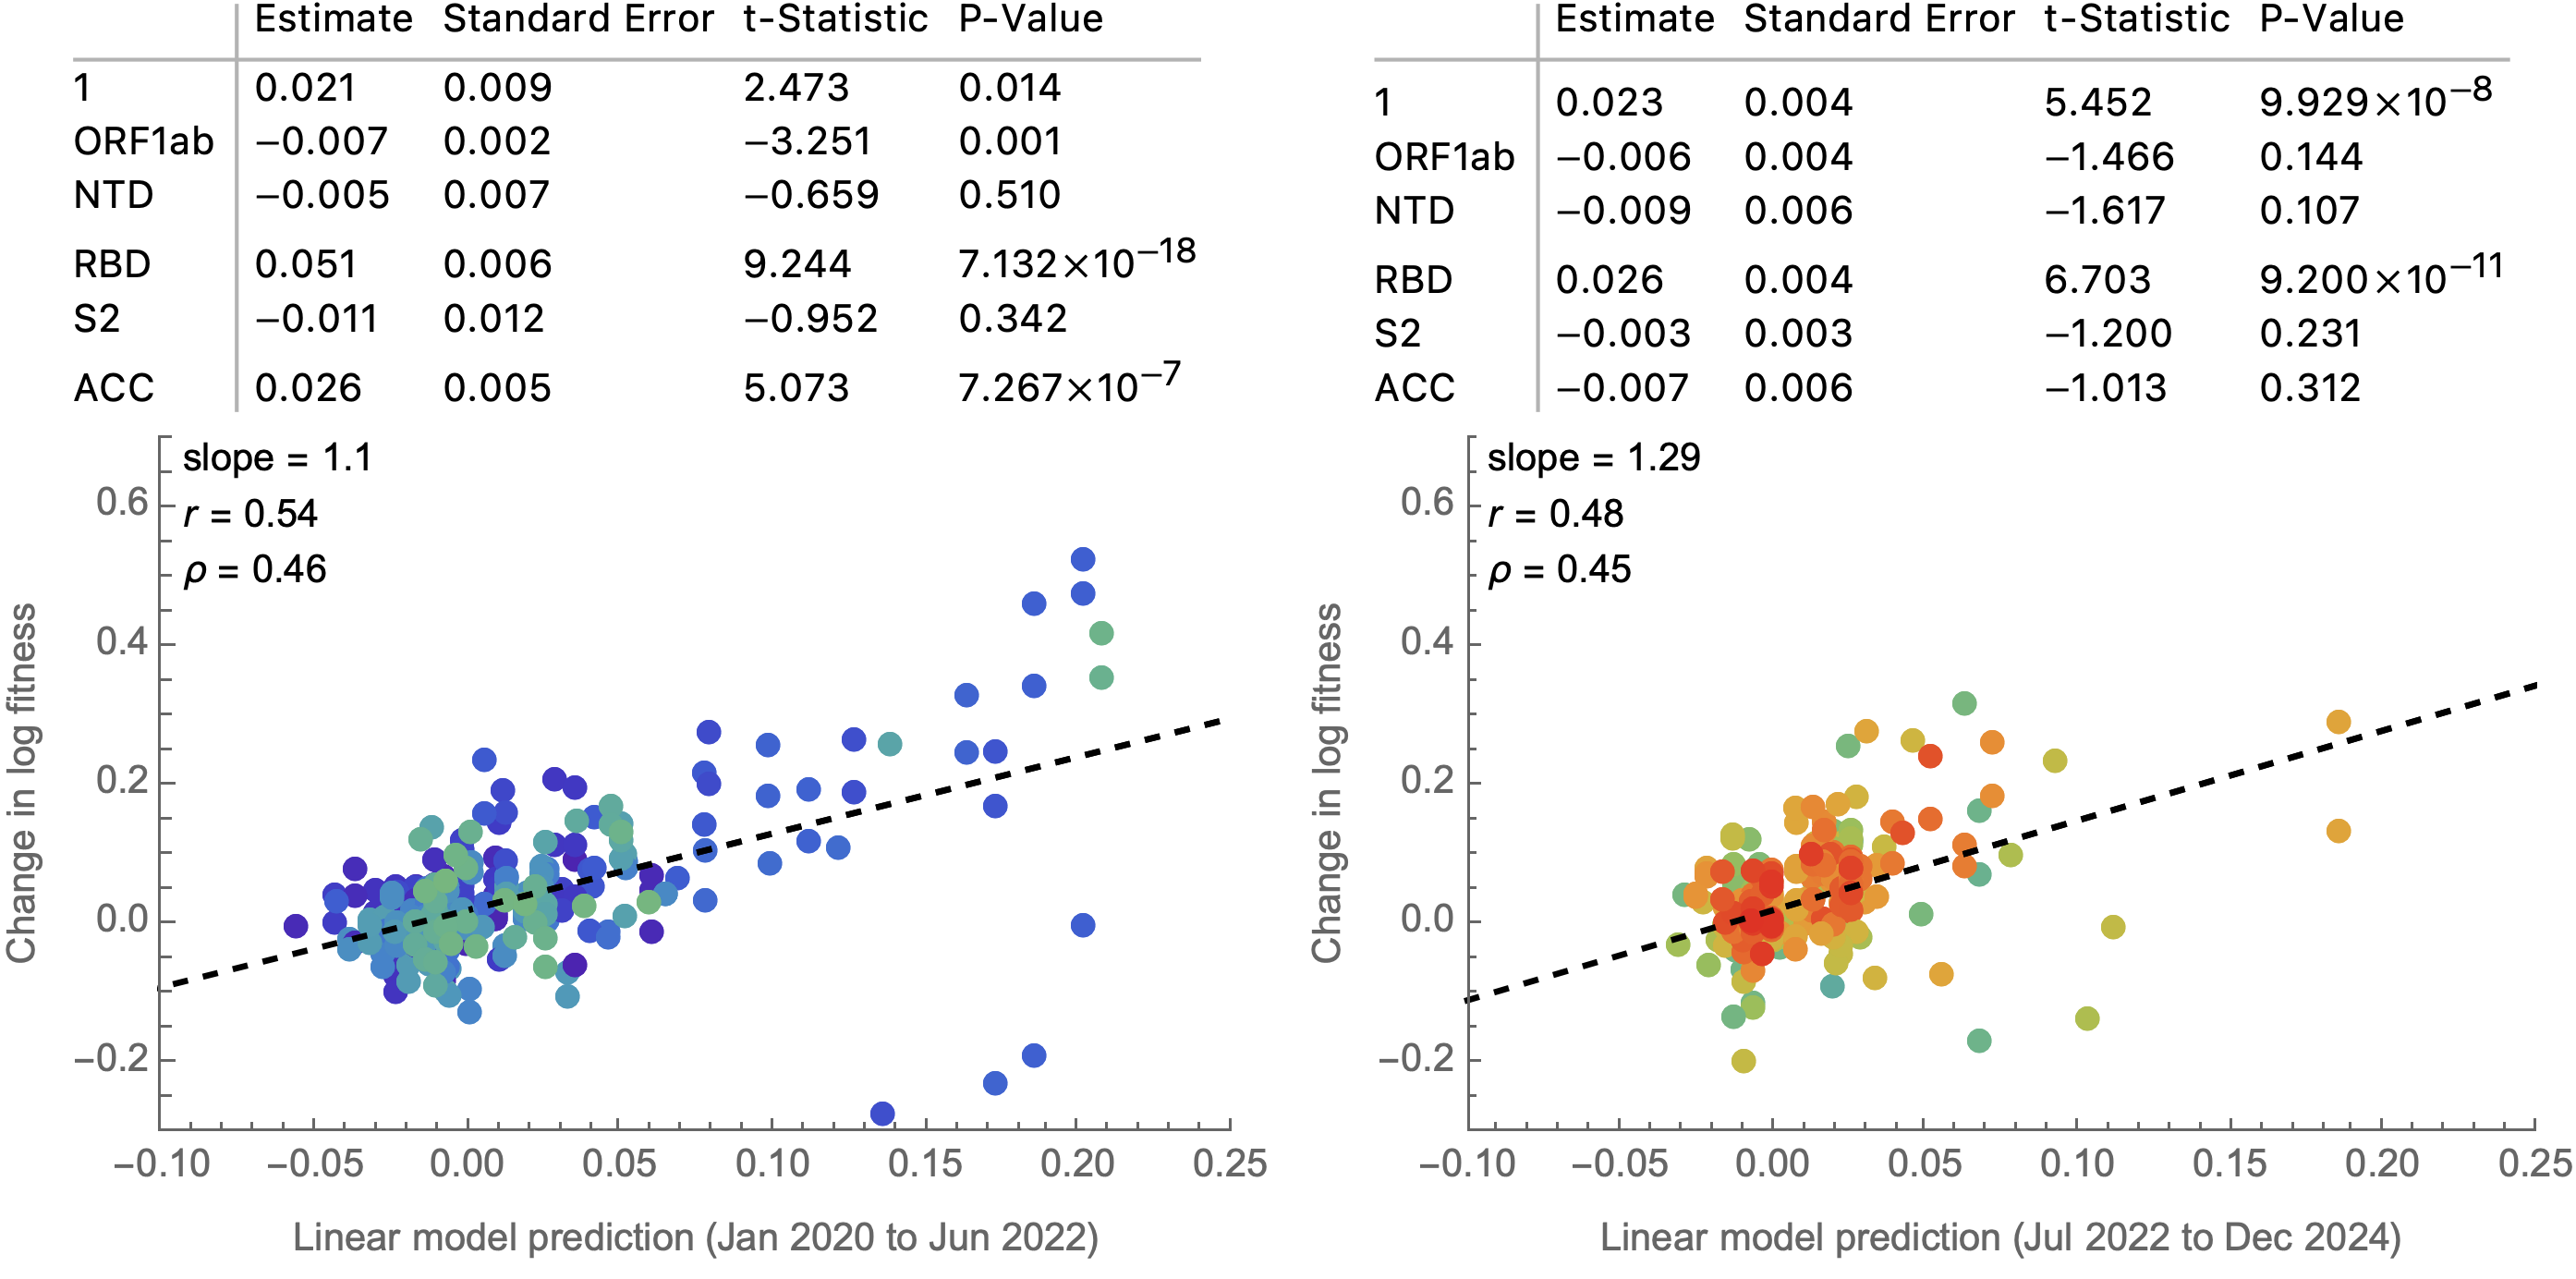 Estimate Standard Error t-Statistic P-Value
1 0.021 0.009 2.473 0.014
ORF1ab −0.007 0.002 −3.251 0.001
NTD −0.005 0.007 −0.659 0.510
RBD 0.051 0.006 9.244 7.132×10⁻¹⁸
S2 −0.011 0.012 −0.952 0.342
ACC 0.026 0.005 5.073 7.267×10⁻⁷
slope = 1.1
r = 0.54
ρ = 0.46
Change in log fitness
0.6
0.4
0.2
0.0
−0.2
−0.10 −0.05 0.00 0.05 0.10 0.15 0.20 0.25
Linear model prediction (Jan 2020 to Jun 2022)
Estimate Standard Error t-Statistic P-Value
1 0.023 0.004 5.452 9.929×10⁻⁸
ORF1ab −0.006 0.004 −1.466 0.144
NTD −0.009 0.006 −1.617 0.107
RBD 0.026 0.004 6.703 9.200×10⁻¹¹
S2 −0.003 0.003 −1.200 0.231
ACC −0.007 0.006 −1.013 0.312
slope = 1.29
r = 0.48
ρ = 0.45
Change in log fitness
0.6
0.4
0.2
0.0
−0.2
−0.10 −0.05 0.00 0.05 0.10 0.15 0.20 0.25
Linear model prediction (Jul 2022 to Dec 2024)